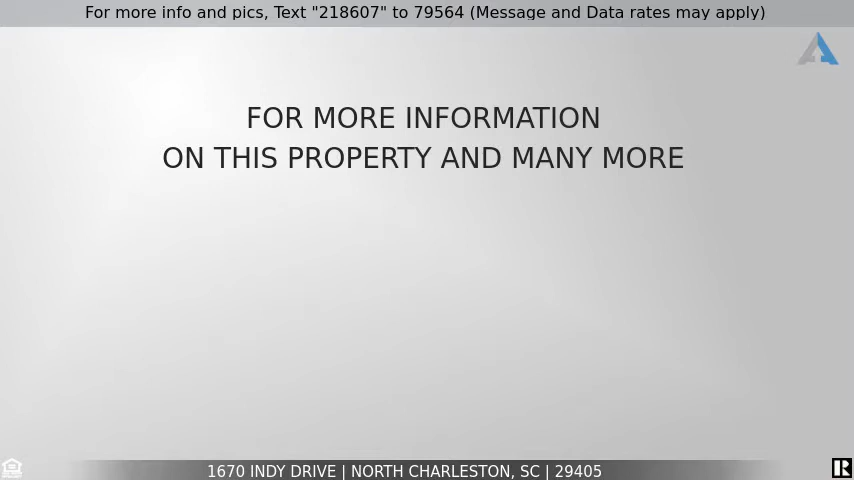 For more info and pics, Text "218607" to 79564 (Message and Data rates may apply)
FOR MORE INFORMATION
ON THIS PROPERTY AND MANY MORE
1670 INDY DRIVE | NORTH CHARLESTON, SC | 29405